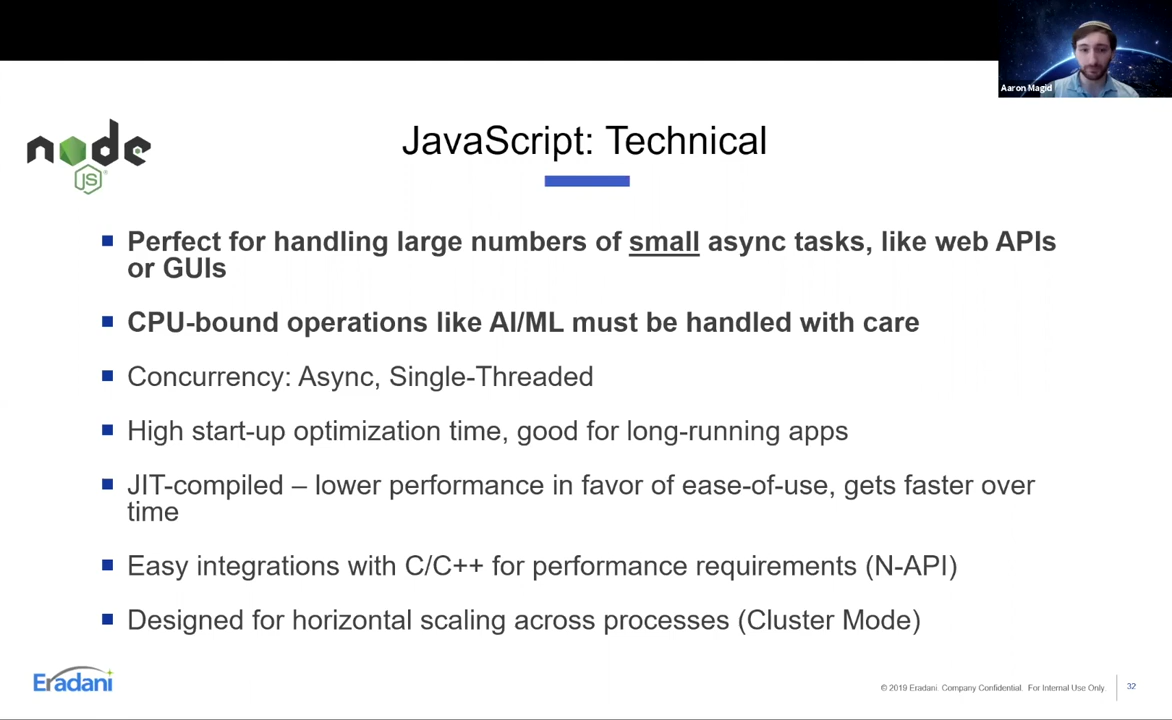 Aaron Magid
node
JS
JavaScript: Technical
Perfect for handling large numbers of small async tasks, like web APIs
or GUIs
CPU-bound operations like AI/ML must be handled with care
Concurrency: Async, Single-Threaded
High start-up optimization time, good for long-running apps
JIT-compiled – lower performance in favor of ease-of-use, gets faster over
time
Easy integrations with C/C++ for performance requirements (N-API)
Designed for horizontal scaling across processes (Cluster Mode)
Eradani
© 2019 Eradani Company Confidential. For Internal Use Only
32